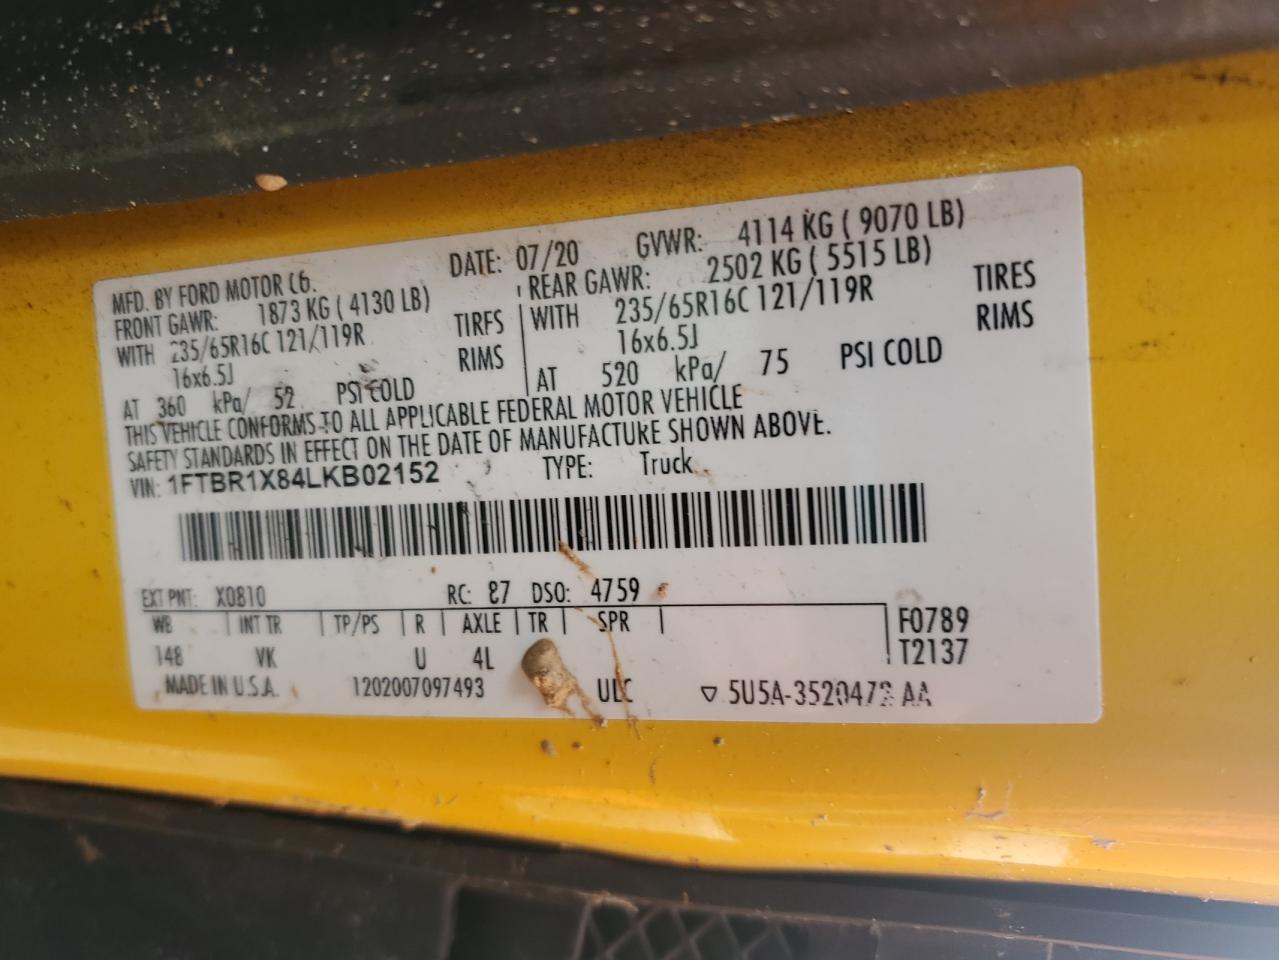 MFD. BY FORD MOTOR CO. DATE: 07/20 GVWR: 4114 KG ( 9070 LB)
FRONT GAWR: 1873 KG ( 4130 LB) REAR GAWR: 2502 KG ( 5515 LB)
WITH 235/65R16C 121/119R TIRES WITH 235/65R16C 121/119R TIRES
16x6.5J RIMS 16x6.5J RIMS
AT 360 kPa/ 52 PSI COLD AT 520 kPa/ 75 PSI COLD
THIS VEHICLE CONFORMS TO ALL APPLICABLE FEDERAL MOTOR VEHICLE
SAFETY STANDARDS IN EFFECT ON THE DATE OF MANUFACTURE SHOWN ABOVE.
VIN: 1FTBR1X84LKB02152 TYPE: Truck
EXT PNT: X0810 RC: 87 DSO: 4759
WB INT TR TP/PS R AXLE TR SPR F0789
148 VK U 4L T2137
MADE IN U.S.A. 1202007097493 ULC ▽ 5U5A-3520472-AA